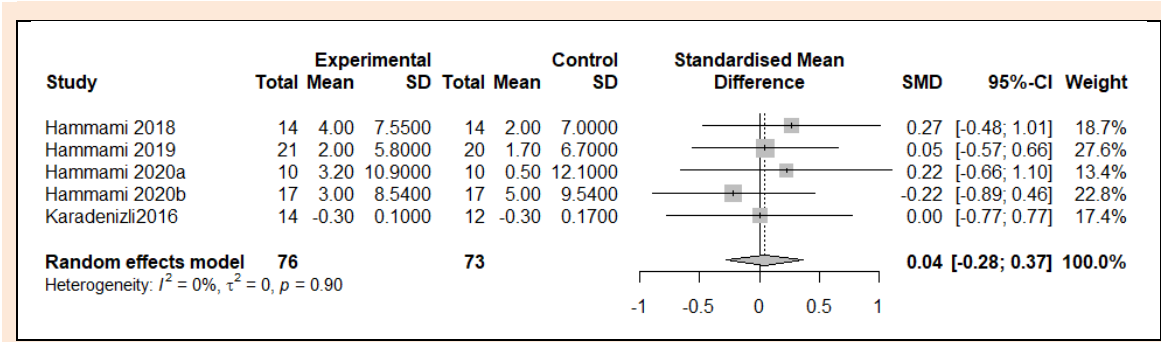 Experimental Control Standardised Mean
Study Total Mean SD Total Mean SD Difference SMD 95%-CI Weight
Hammami 2018 14 4.00 7.5500 14 2.00 7.0000 0.27 [-0.48; 1.01] 18.7%
Hammami 2019 21 2.00 5.8000 20 1.70 6.7000 0.05 [-0.57; 0.66] 27.6%
Hammami 2020a 10 3.20 10.9000 10 0.50 12.1000 0.22 [-0.66; 1.10] 13.4%
Hammami 2020b 17 3.00 8.5400 17 5.00 9.5400 -0.22 [-0.89; 0.46] 22.8%
Karadenizli2016 14 -0.30 0.1000 12 -0.30 0.1700 0.00 [-0.77; 0.77] 17.4%
Random effects model 76 73 0.04 [-0.28; 0.37] 100.0%
Heterogeneity: I² = 0%, τ² = 0, p = 0.90
-1 -0.5 0 0.5 1